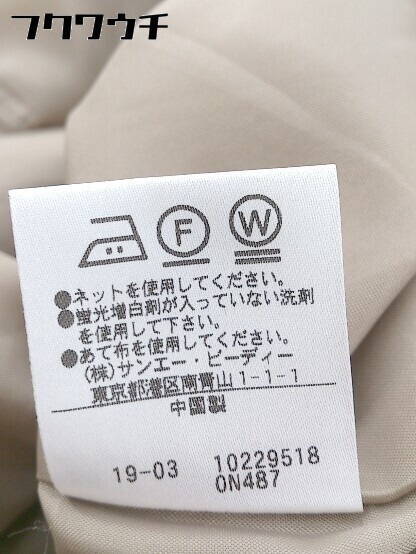 フクワウチ
F W
●ネットを使用してください。
●蛍光増白剤が入っていない洗剤
を使用して下さい。
●あて布を使用してください。
(株)サンエー・ビーディー
東京都港区南青山1-1-1
中国製
19-03 10229518
0N487